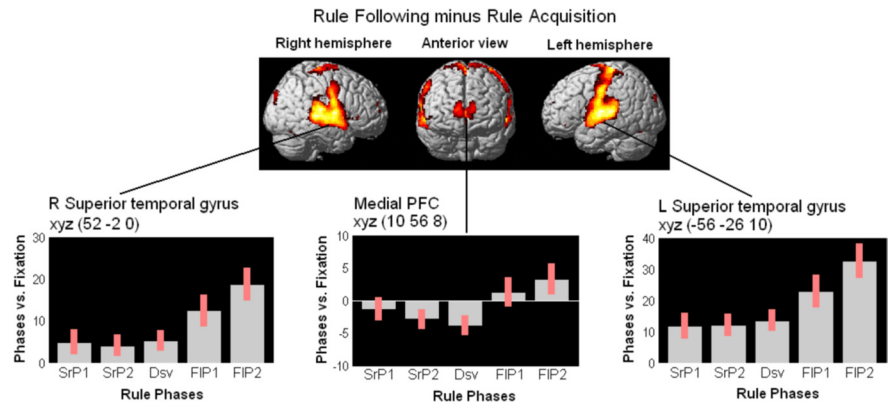 Rule Following minus Rule Acquisition
Right hemisphere
Anterior view
Left hemisphere
R Superior temporal gyrus
xyz (52 -2 0)
Phases vs. Fixation
30
20
10
0
SrP1 SrP2 Dsv FIP1 FIP2
Rule Phases
Medial PFC
xyz (10 56 8)
Phases vs. Fixation
10
5
0
-5
-10
SrP1 SrP2 Dsv FIP1 FIP2
Rule Phases
L Superior temporal gyrus
xyz (-56 -26 10)
Phases vs. Fixation
40
30
20
10
0
SrP1 SrP2 Dsv FIP1 FIP2
Rule Phases